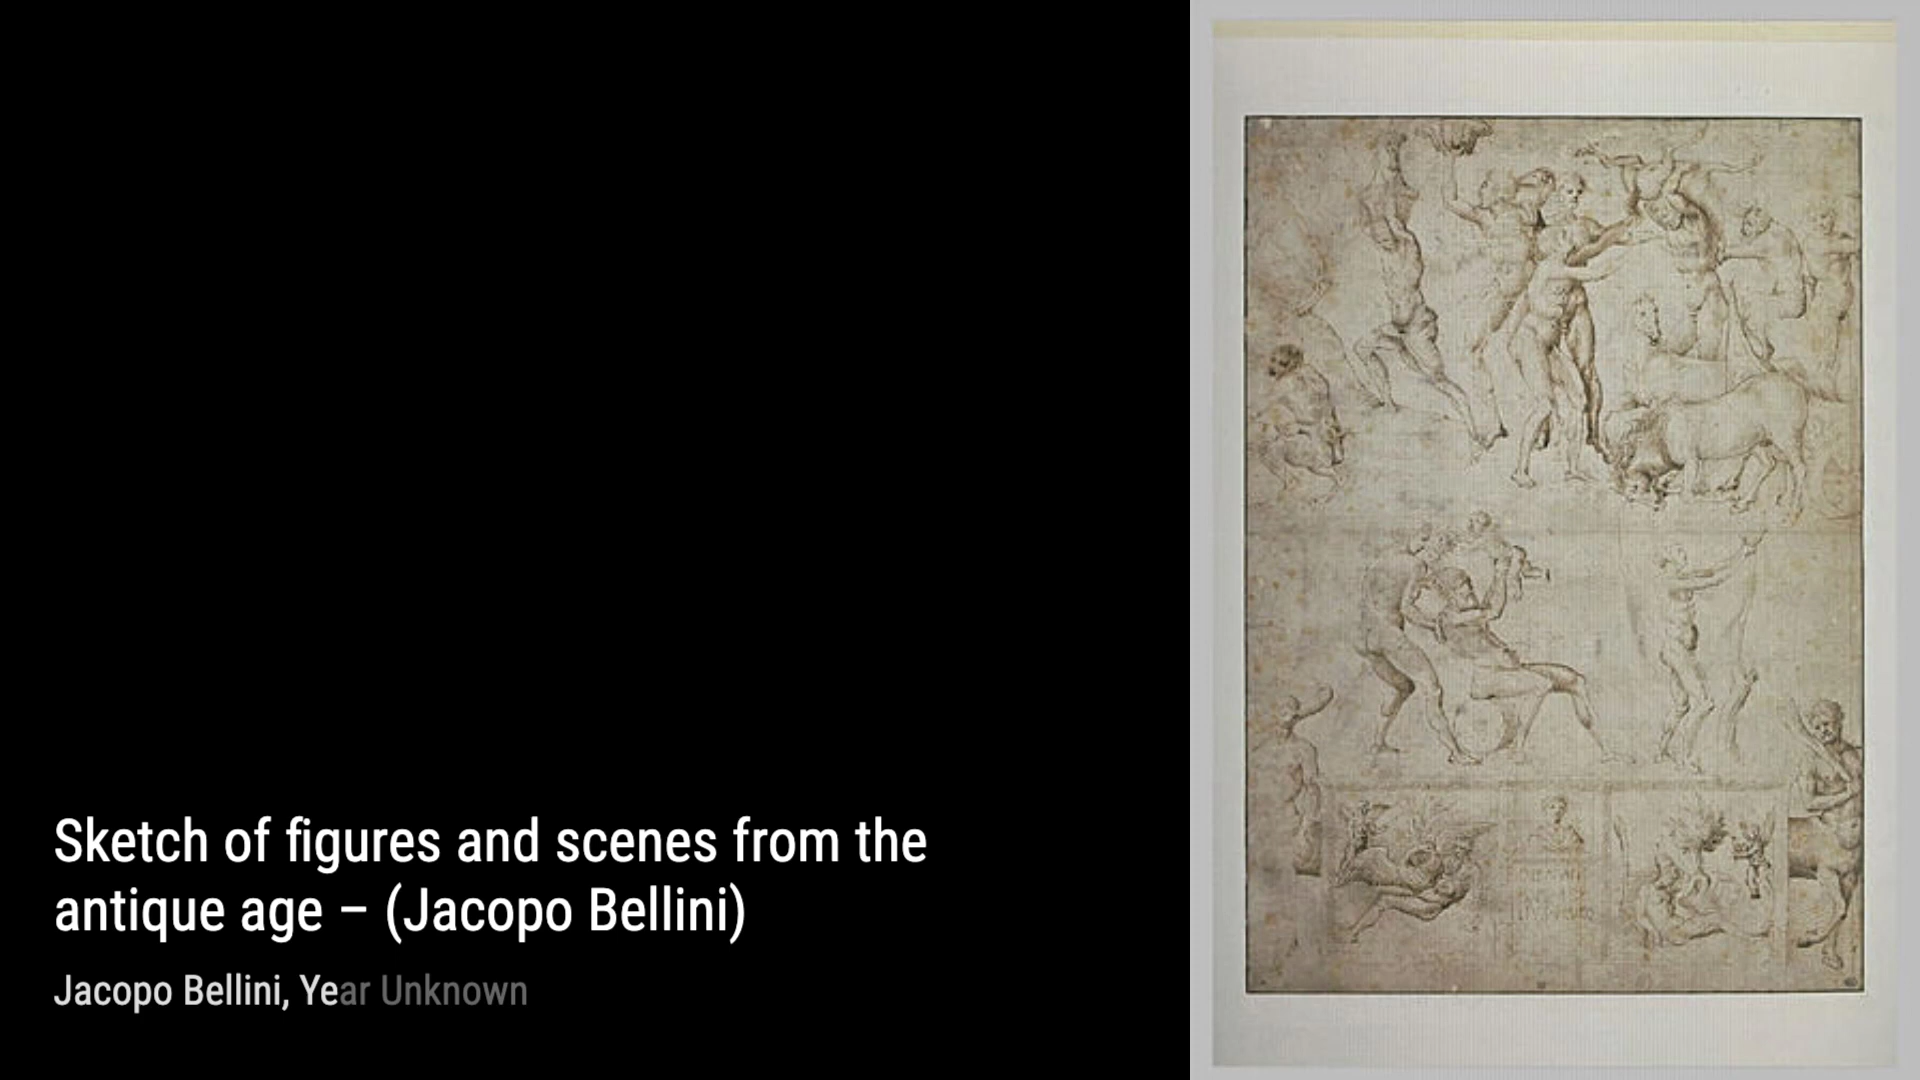 Sketch of figures and scenes from the
antique age – (Jacopo Bellini)
Jacopo Bellini, Year Unknown